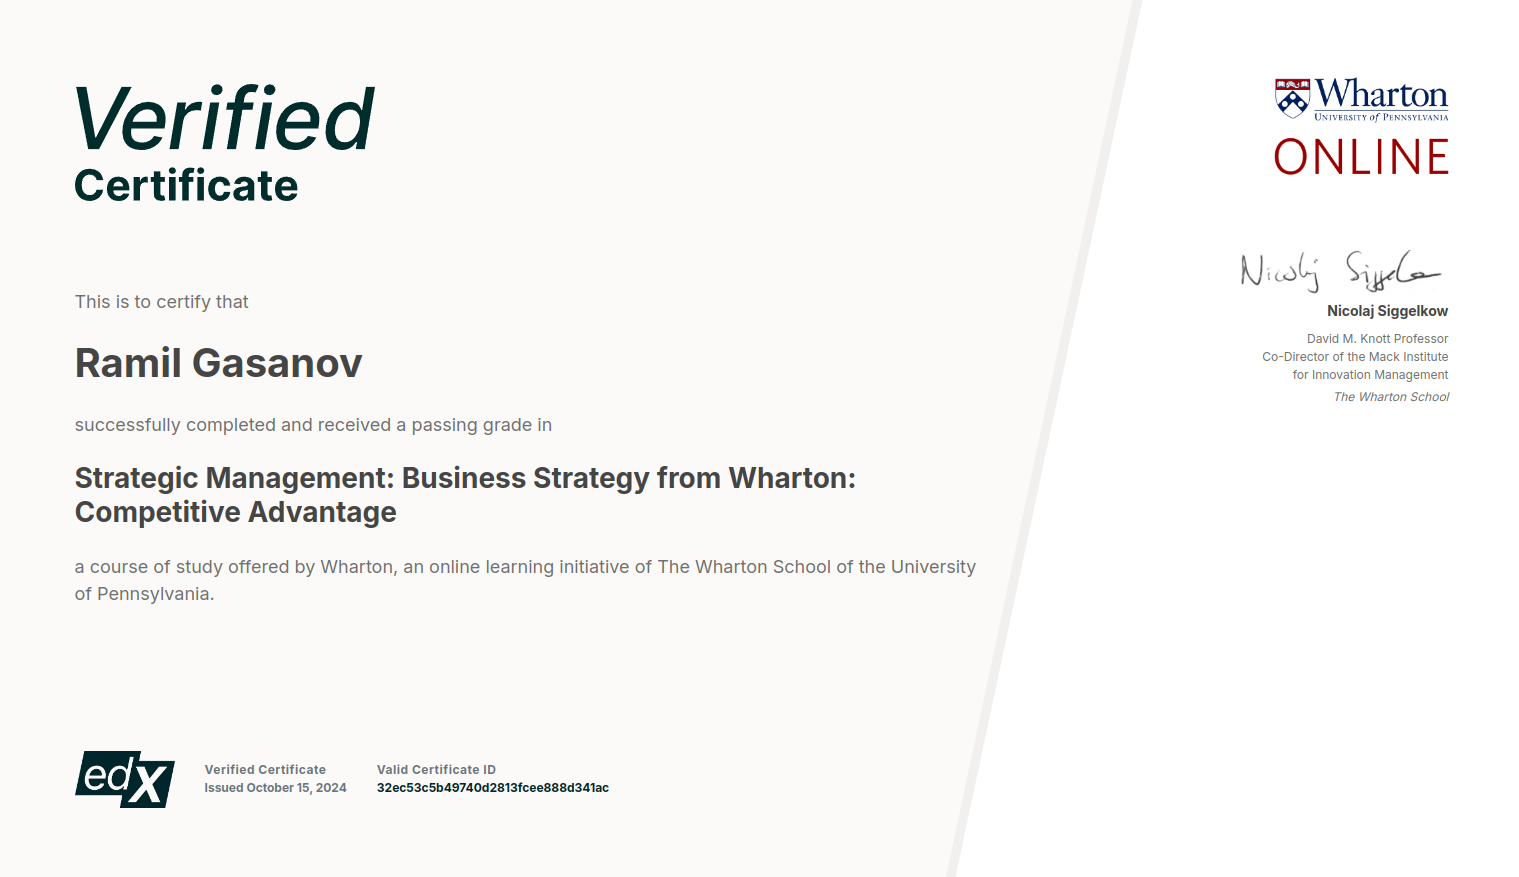 Verified
Certificate
This is to certify that
Ramil Gasanov
successfully completed and received a passing grade in
Strategic Management: Business Strategy from Wharton:
Competitive Advantage
a course of study offered by Wharton, an online learning initiative of The Wharton School of the University
of Pennsylvania.
edX
Verified Certificate
Issued October 15, 2024
Valid Certificate ID
32ec53c5b49740d2813fcee888d341ac
Wharton
University of Pennsylvania
ONLINE
Nicolaj Siggelkow
Nicolaj Siggelkow
David M. Knott Professor
Co-Director of the Mack Institute
for Innovation Management
The Wharton School